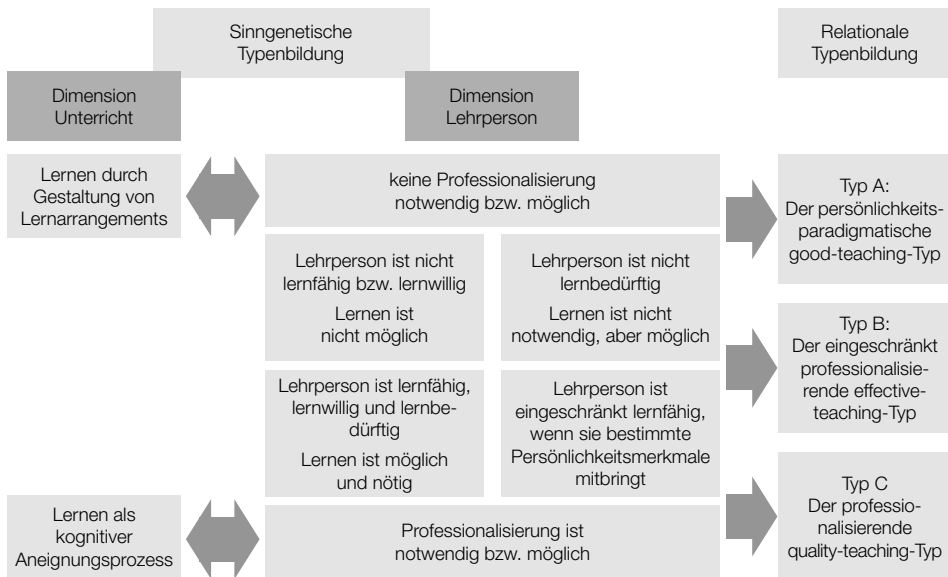 Sinngenetische
Typenbildung
Relationale
Typenbildung
Dimension
Unterricht
Dimension
Lehrperson
Lernen durch
Gestaltung von
Lernarrangements
keine Professionalisierung
notwendig bzw. möglich
Typ A:
Der persönlichkeits-
paradigmatische
good-teaching-Typ
Lehrperson ist nicht
lernfähig bzw. lernwillig
Lernen ist
nicht möglich
Lehrperson ist nicht
lernbedürftig
Lernen ist nicht
notwendig, aber möglich
Typ B:
Der eingeschränkt
professionalisie-
rende effective-
teaching-Typ
Lehrperson ist lernfähig,
lernwillig und lernbe-
dürftig
Lernen ist möglich
und nötig
Lehrperson ist
eingeschränkt lernfähig,
wenn sie bestimmte
Persönlichkeitsmerkmale
mitbringt
Lernen als
kognitiver
Aneignungsprozess
Professionalisierung ist
notwendig bzw. möglich
Typ C
Der professio-
nalisierende
quality-teaching-Typ